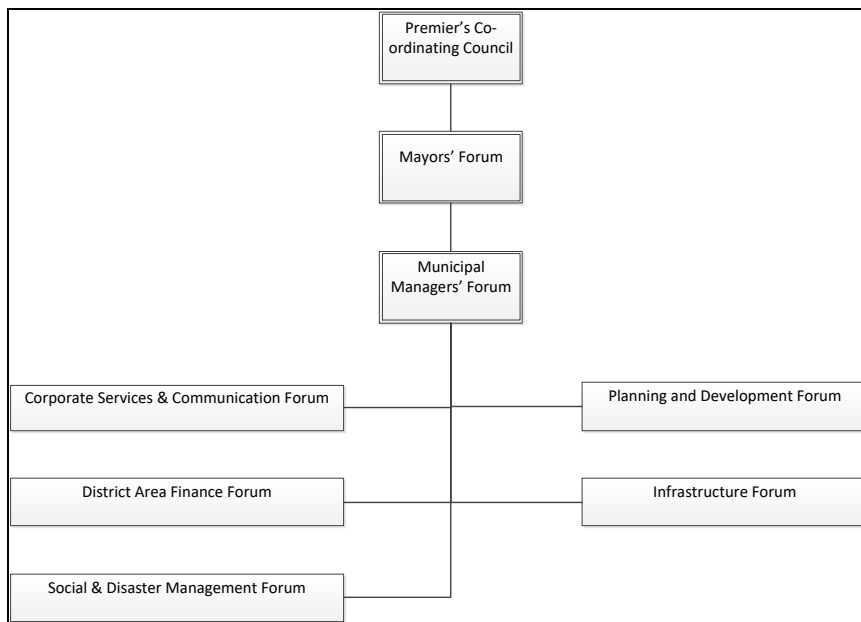 Premier’s Co-
ordinating Council
Mayors’ Forum
Municipal
Managers’ Forum
Corporate Services & Communication Forum
Planning and Development Forum
District Area Finance Forum
Infrastructure Forum
Social & Disaster Management Forum